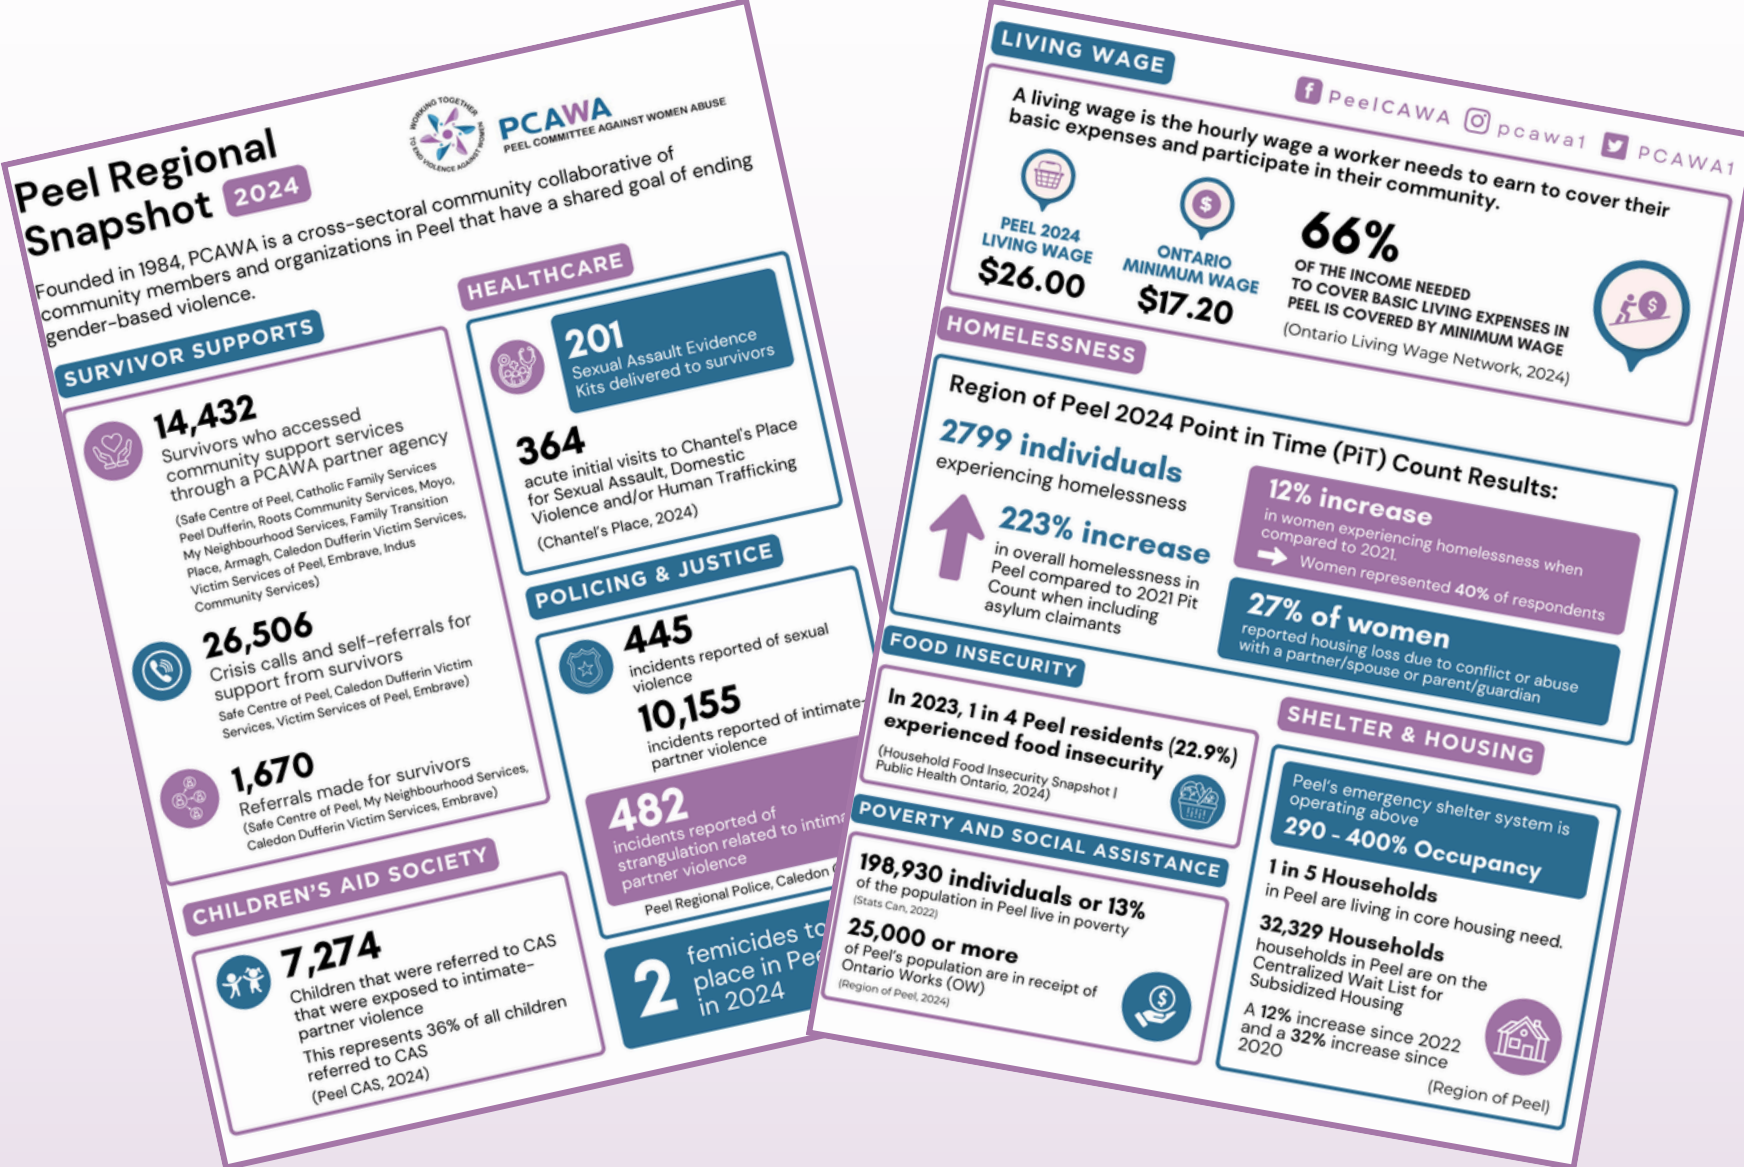 Peel Regional
Snapshot 2024
WORKING TOGETHER
TO END VIOLENCE AGAINST WOMEN
PCAWA
PEEL COMMITTEE AGAINST WOMEN ABUSE
Founded in 1984, PCAWA is a cross-sectoral community collaborative of
community members and organizations in Peel that have a shared goal of ending
gender-based violence.
SURVIVOR SUPPORTS
14,432
Survivors who accessed
community support services
through a PCAWA partner agency
(Safe Centre of Peel, Catholic Family Services
Peel Dufferin, Roots Community Services, Moyo,
My Neighbourhood Services, Family Transition
Place, Armagh, Caledon Dufferin Victim Services,
Victim Services of Peel, Embrave, Indus
Community Services)
26,506
Crisis calls and self-referrals for
support from survivors
Safe Centre of Peel, Caledon Dufferin Victim
Services, Victim Services of Peel, Embrave)
1,670
Referrals made for survivors
(Safe Centre of Peel, My Neighbourhood Services,
Caledon Dufferin Victim Services, Embrave)
CHILDREN'S AID SOCIETY
7,274
Children that were referred to CAS
that were exposed to intimate-
partner violence
This represents 36% of all children
referred to CAS
(Peel CAS, 2024)
HEALTHCARE
201
Sexual Assault Evidence
Kits delivered to survivors
364
acute initial visits to Chantel's Place
for Sexual Assault, Domestic
Violence and/or Human Trafficking
(Chantel's Place, 2024)
POLICING & JUSTICE
445
incidents reported of sexual
violence
10,155
incidents reported of intimate-
partner violence
482
incidents reported of
strangulation related to intima
partner violence
Peel Regional Police, Caledon
2
femicides to
place in Pee
in 2024
LIVING WAGE
PeelCAWA pcawa1 PCAWA1
A living wage is the hourly wage a worker needs to earn to cover their
basic expenses and participate in their community.
PEEL 2024
LIVING WAGE
$26.00
ONTARIO
MINIMUM WAGE
$17.20
66%
OF THE INCOME NEEDED
TO COVER BASIC LIVING EXPENSES IN
PEEL IS COVERED BY MINIMUM WAGE
(Ontario Living Wage Network, 2024)
HOMELESSNESS
Region of Peel 2024 Point in Time (PiT) Count Results:
2799 individuals
experiencing homelessness
223% increase
in overall homelessness in
Peel compared to 2021 Pit
Count when including
asylum claimants
12% increase
in women experiencing homelessness when
compared to 2021.
Women represented 40% of respondents
27% of women
reported housing loss due to conflict or abuse
with a partner/spouse or parent/guardian
FOOD INSECURITY
In 2023, 1 in 4 Peel residents (22.9%)
experienced food insecurity
(Household Food Insecurity Snapshot |
Public Health Ontario, 2024)
POVERTY AND SOCIAL ASSISTANCE
198,930 individuals or 13%
of the population in Peel live in poverty
(Stats Can, 2022)
25,000 or more
of Peel's population are in receipt of
Ontario Works (OW)
(Region of Peel, 2024)
SHELTER & HOUSING
Peel's emergency shelter system is
operating above
290 - 400% Occupancy
1 in 5 Households
in Peel are living in core housing need.
32,329 Households
households in Peel are on the
Centralized Wait List for
Subsidized Housing
A 12% increase since 2022
and a 32% increase since
2020
(Region of Peel)